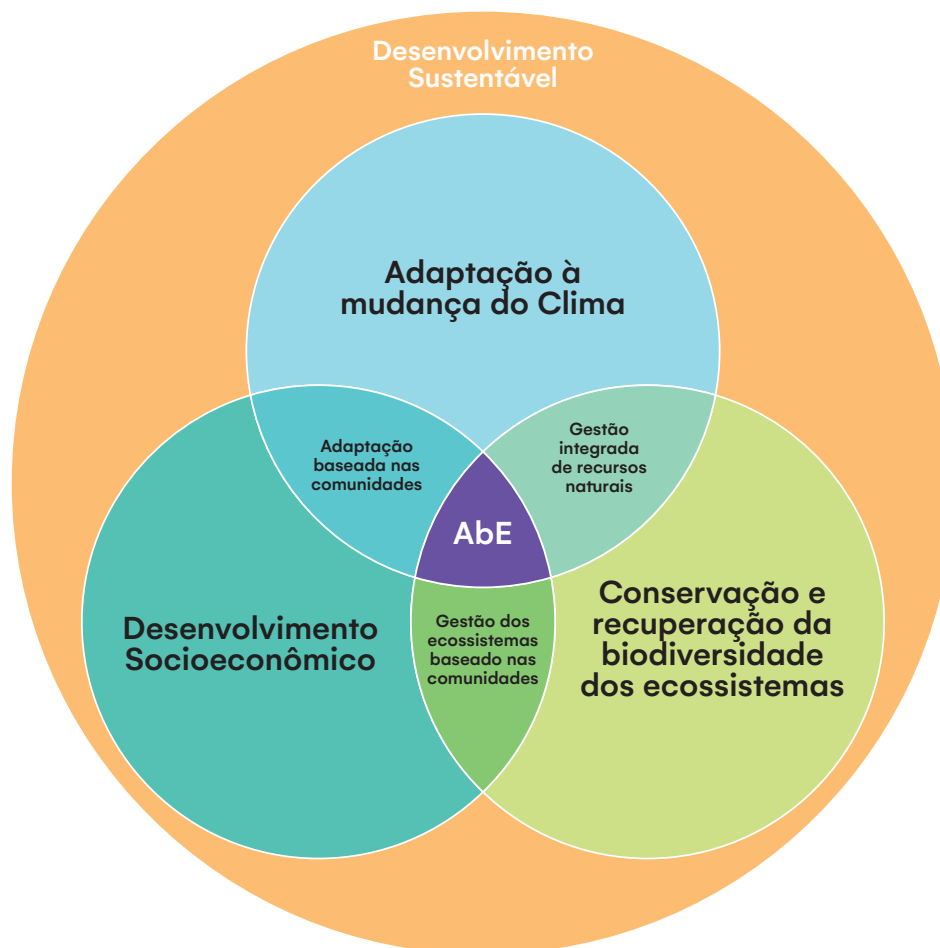 Desenvolvimento
Sustentável
Adaptação à
mudança do Clima
Adaptação
baseada nas
comunidades
Gestão
integrada
de recursos
naturais
AbE
Desenvolvimento
Socioeconômico
Gestão dos
ecossistemas
baseado nas
comunidades
Conservação e
recuperação da
biodiversidade
dos ecossistemas